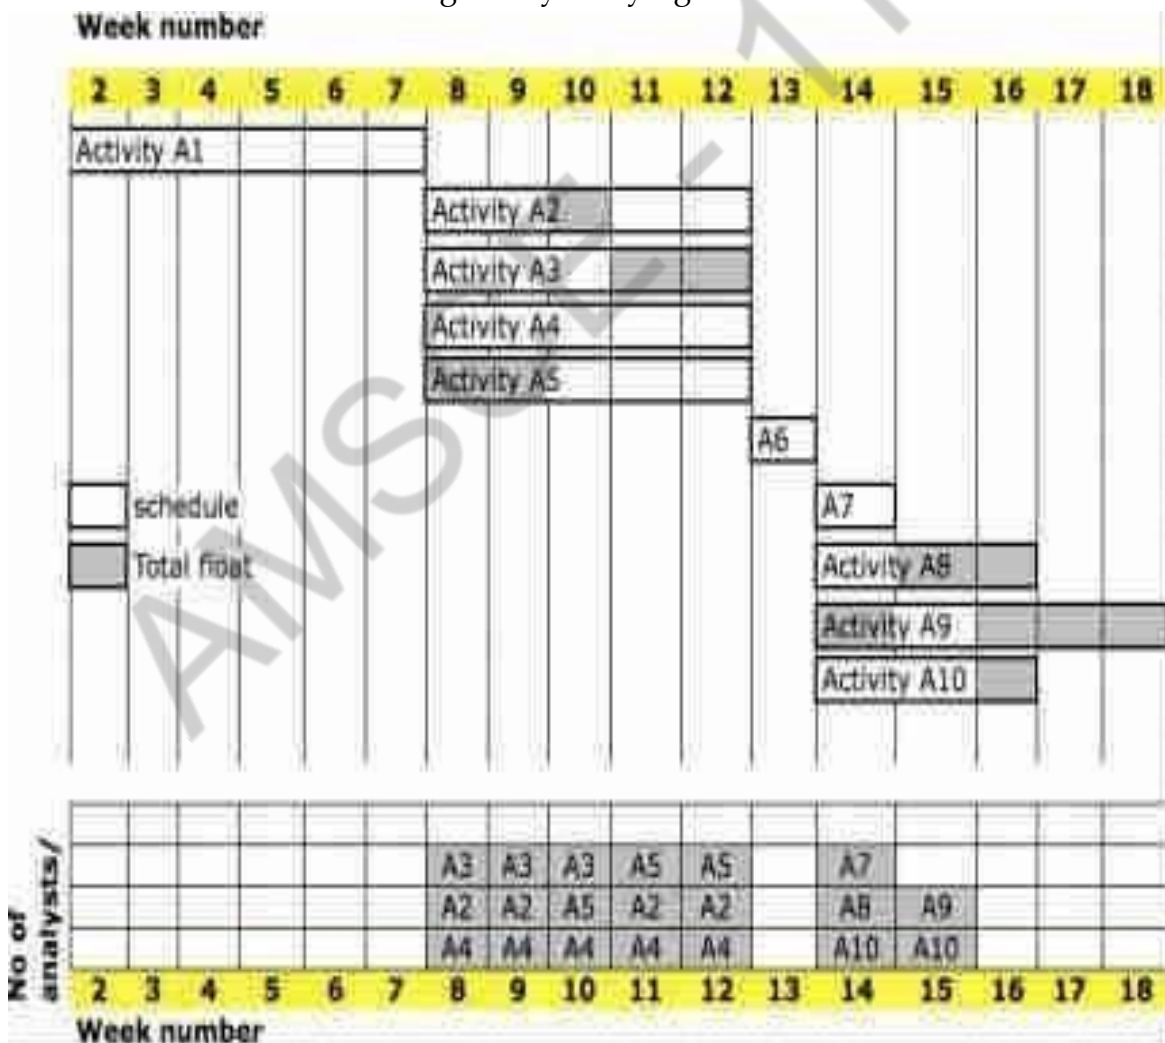 Week number
2 3 4 5 6 7 8 9 10 11 12 13 14 15 16 17 18
Activity A1
Activity A2
Activity A3
Activity A4
Activity A5
A6
schedule
A7
Total float
Activity A8
Activity A9
Activity A10
No of
analysts/
A3 A3 A3 A5 A5 A7
A2 A2 A5 A2 A2 A8 A9
A4 A4 A4 A4 A4 A10 A10
2 3 4 5 6 7 8 9 10 11 12 13 14 15 16 17 18
Week number